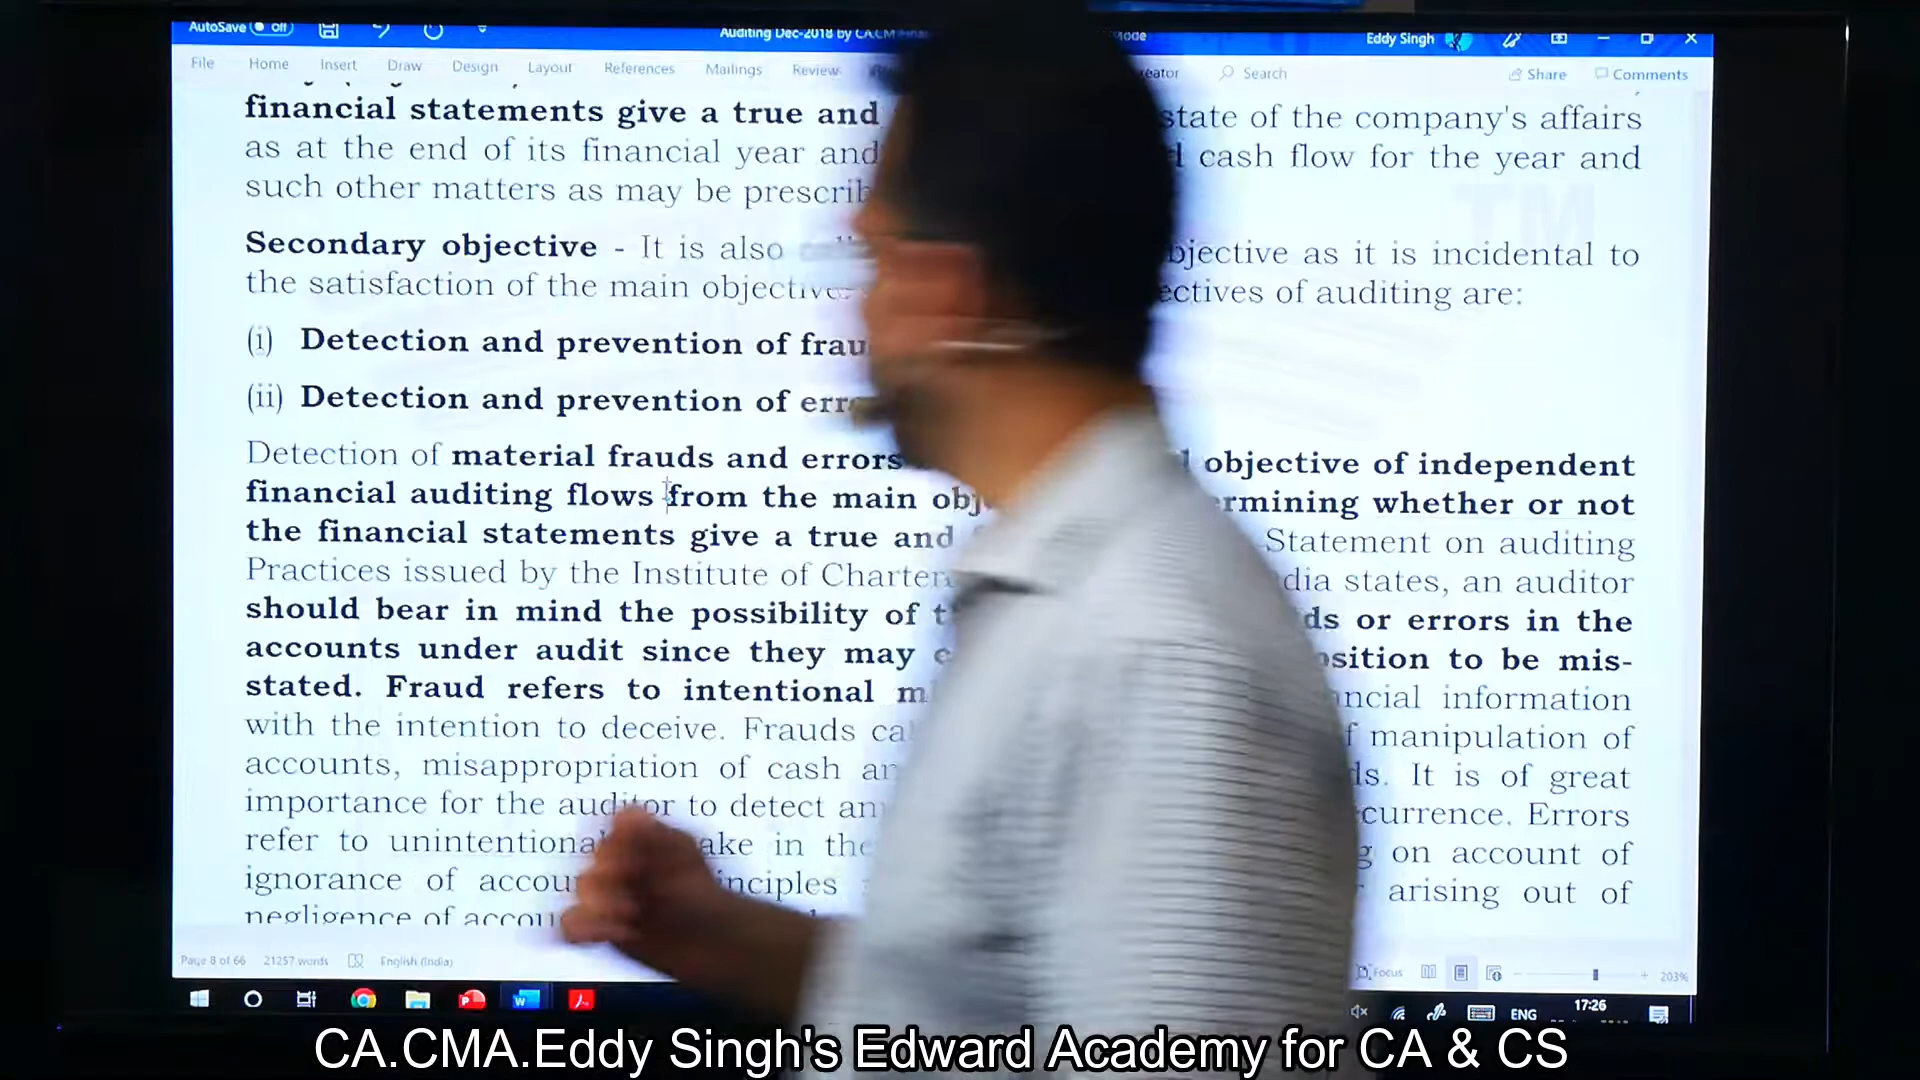 AutoSave Off Auditing Dec-2018 by CA.CM Eddy Singh
File Home Insert Draw Design Layout References Mailings Review Search Share Comments
financial statements give a true and state of the company's affairs
as at the end of its financial year and cash flow for the year and
such other matters as may be prescrib
TM
Secondary objective - It is also bjective as it is incidental to
the satisfaction of the main objective ectives of auditing are:
(i) Detection and prevention of frau
(ii) Detection and prevention of err
Detection of material frauds and errors objective of independent
financial auditing flows from the main obj rmining whether or not
the financial statements give a true and Statement on auditing
Practices issued by the Institute of Charter dia states, an auditor
should bear in mind the possibility of t ds or errors in the
accounts under audit since they may sition to be mis-
stated. Fraud refers to intentional m ncial information
with the intention to deceive. Frauds ca f manipulation of
accounts, misappropriation of cash an ds. It is of great
importance for the auditor to detect an currence. Errors
refer to unintentional ake in the g on account of
ignorance of accou inciples arising out of
negligence of accou
Page 8 of 66 21257 words English (India) Focus 203%
ENG 17:26
CA.CMA.Eddy Singh's Edward Academy for CA & CS